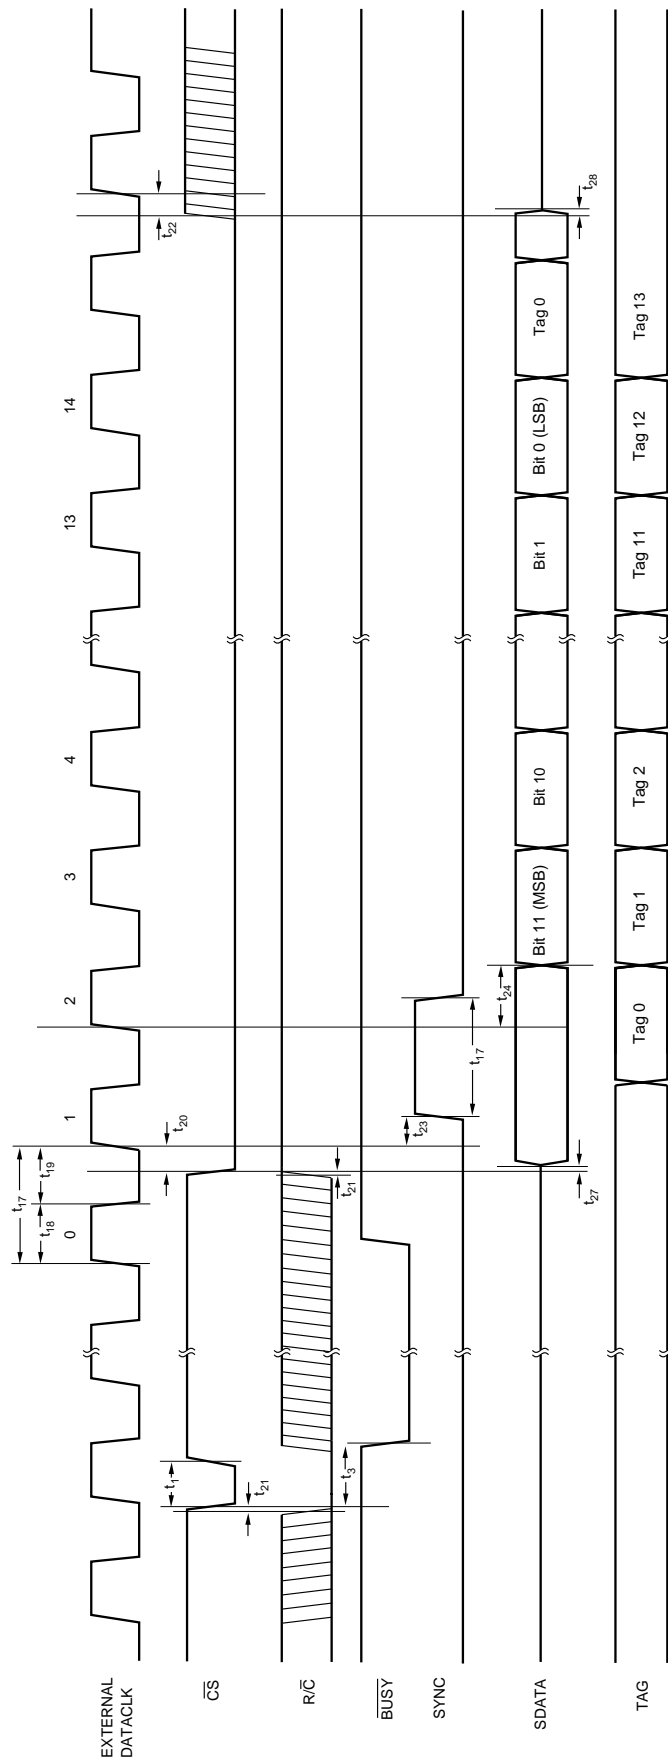 t17
t18 t19
0 1 2 3 4 13 14
EXTERNAL
DATACLK
t20 t22
t1
C̅S̅
t21
R/C̅
t21
t3
B̅U̅S̅Y̅
t23
SYNC
t17
t24
SDATA
Bit 11 (MSB) Bit 10 Bit 1 Bit 0 (LSB) Tag 0
t27 t28
TAG
Tag 0 Tag 1 Tag 2 Tag 11 Tag 12 Tag 13